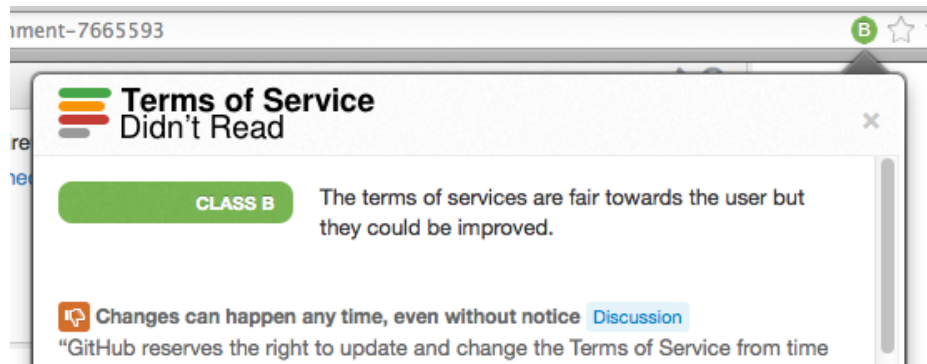 nment-7665593
B
Terms of Service
Didn't Read
×
re
ned
CLASS B
The terms of services are fair towards the user but
they could be improved.
Changes can happen any time, even without notice Discussion
“GitHub reserves the right to update and change the Terms of Service from time